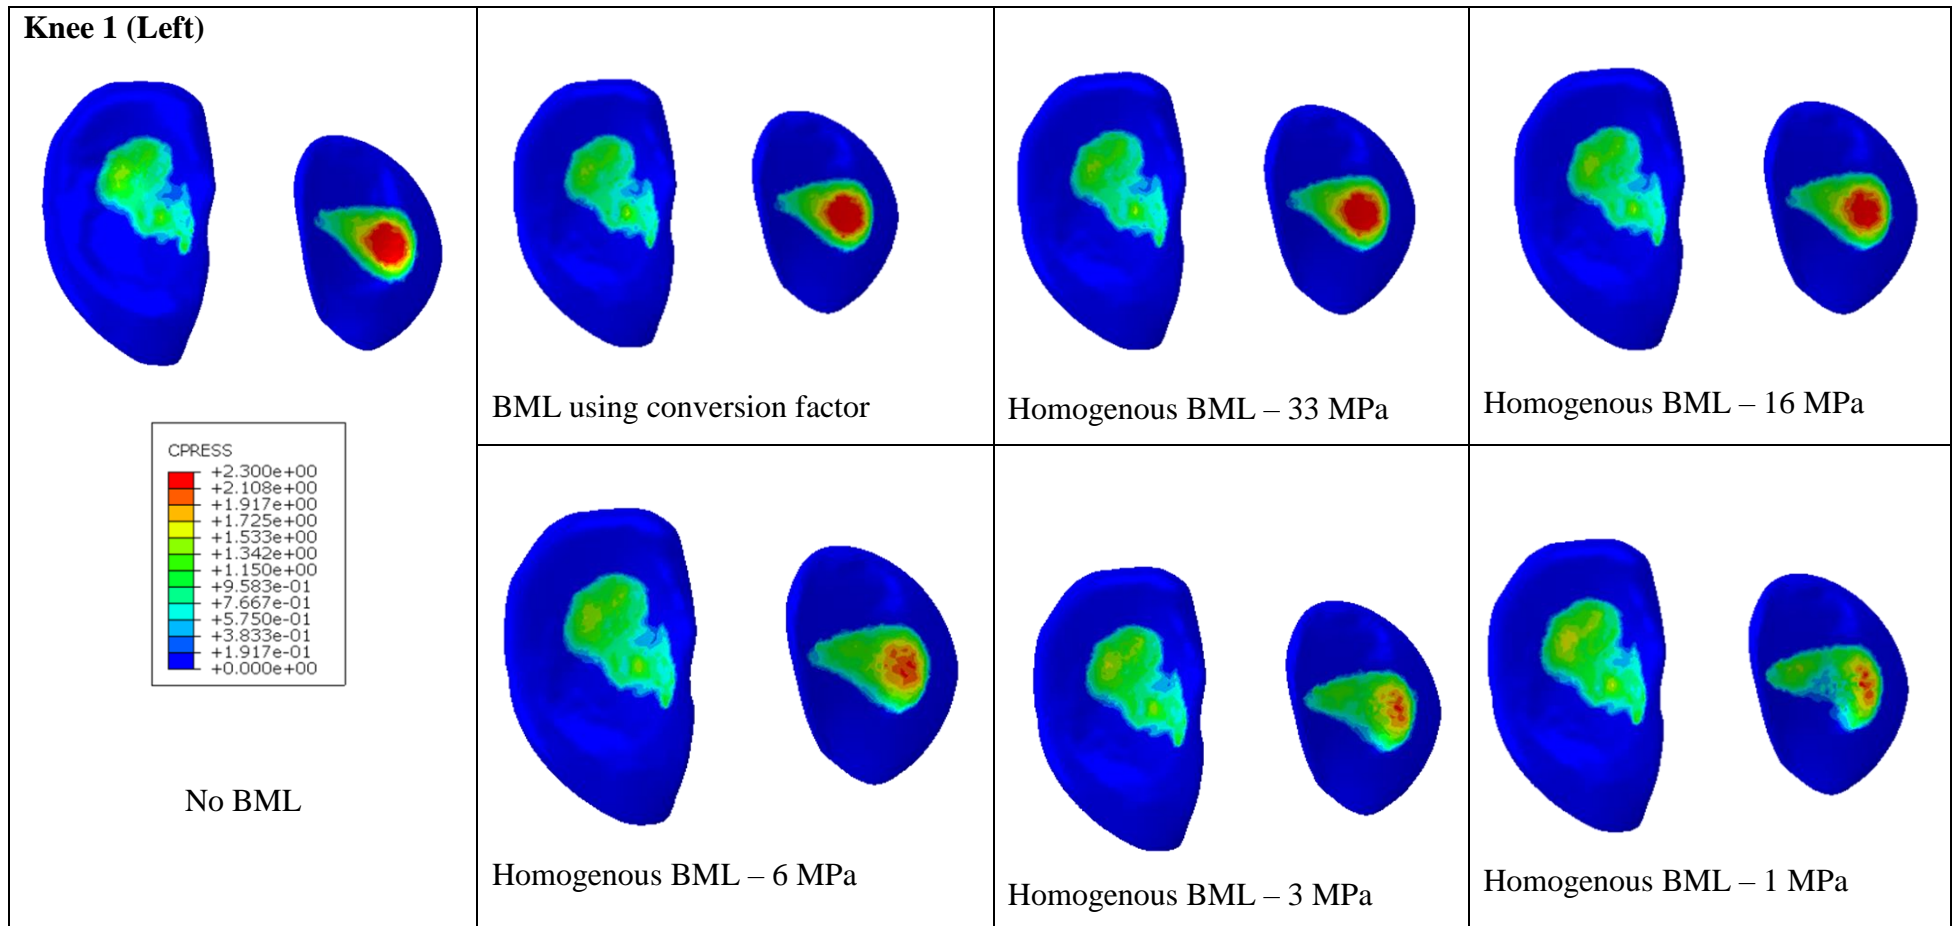 Knee 1 (Left)
CPRESS
+2.300e+00
+2.108e+00
+1.917e+00
+1.725e+00
+1.533e+00
+1.342e+00
+1.150e+00
+9.583e-01
+7.667e-01
+5.750e-01
+3.833e-01
+1.917e-01
+0.000e+00
No BML
BML using conversion factor
Homogenous BML – 33 MPa
Homogenous BML – 16 MPa
Homogenous BML – 6 MPa
Homogenous BML – 3 MPa
Homogenous BML – 1 MPa